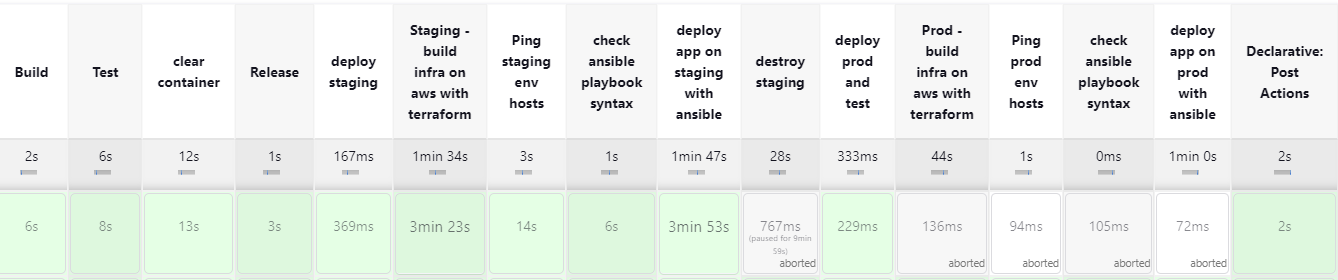 Build
Test
clear
container
Release
deploy
staging
Staging -
build
infra on
aws with
terraform
Ping
staging
env
hosts
check
ansible
playbook
syntax
deploy
app on
staging
with
ansible
destroy
staging
deploy
prod
and
test
Prod -
build
infra on
aws with
terraform
Ping
prod
env
hosts
check
ansible
playbook
syntax
deploy
app on
prod
with
ansible
Declarative:
Post
Actions
2s
6s
12s
1s
167ms
1min 34s
3s
1s
1min 47s
28s
333ms
44s
1s
0ms
1min 0s
2s
6s
8s
13s
3s
369ms
3min 23s
14s
6s
3min 53s
767ms
(paused for 9min
59s)
aborted
229ms
136ms
aborted
94ms
aborted
105ms
aborted
72ms
aborted
2s